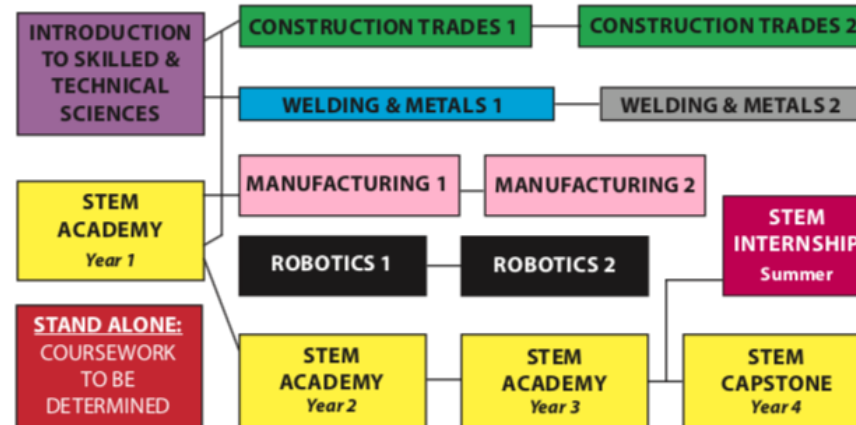 INTRODUCTION
TO SKILLED &
TECHNICAL
SCIENCES
CONSTRUCTION TRADES 1
CONSTRUCTION TRADES 2
WELDING & METALS 1
WELDING & METALS 2
STEM
ACADEMY
Year 1
MANUFACTURING 1
MANUFACTURING 2
ROBOTICS 1
ROBOTICS 2
STEM
INTERNSHIP
Summer
STAND ALONE:
COURSEWORK
TO BE
DETERMINED
STEM
ACADEMY
Year 2
STEM
ACADEMY
Year 3
STEM
CAPSTONE
Year 4